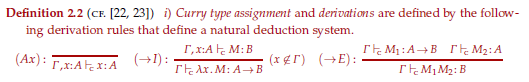 Definition 2.2 (CF. [22, 23]) i) Curry type assignment and derivations are defined by the follow-
ing derivation rules that define a natural deduction system.
(Ax): ‾Γ,x:A ⊢c x:A‾ (→I): Γ,x:A ⊢c M:B / Γ ⊢c λx.M:A→B (x ∉ Γ) (→E): Γ ⊢c M₁:A→B Γ ⊢c M₂:A / Γ ⊢c M₁M₂:B